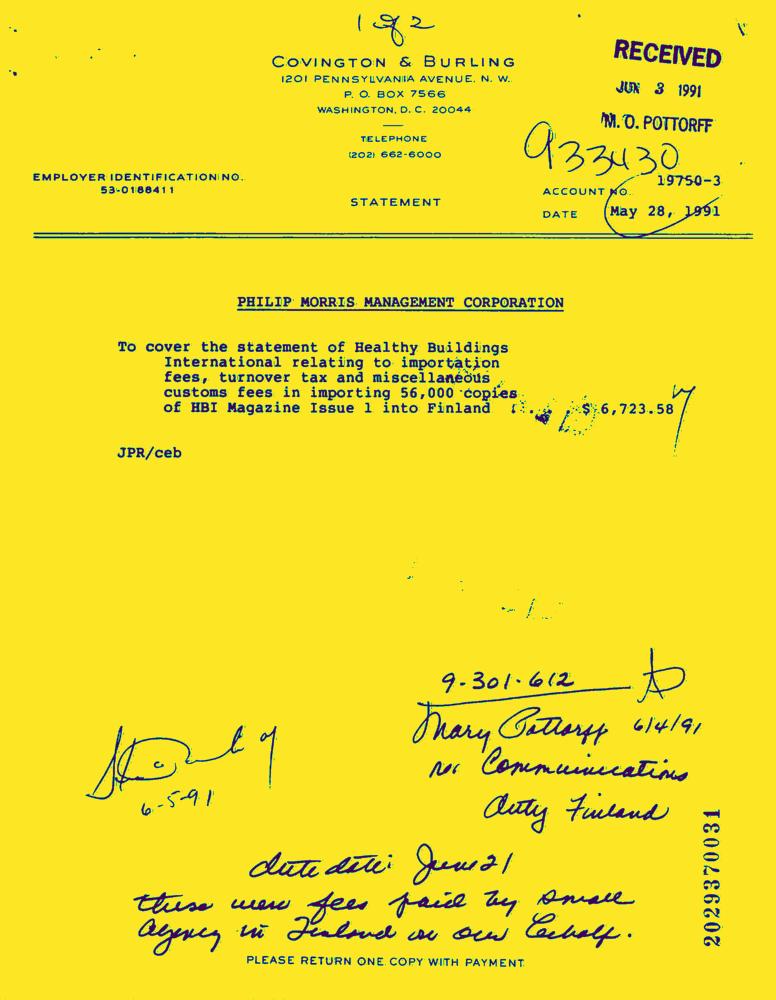 1 of 2
COVINGTON & BURLING
1201 PENNSYLVANIA AVENUE, N. W.
P. O. BOX 7566
WASHINGTON, D. C. 20044
TELEPHONE
(202) 662-6000
RECEIVED
JUN 3 1991
M. O. POTTORFF
933430
EMPLOYER IDENTIFICATION NO.
53-0188411
STATEMENT
ACCOUNT NO. 19750-3
DATE May 28, 1991
PHILIP MORRIS MANAGEMENT CORPORATION
To cover the statement of Healthy Buildings
International relating to importation
fees, turnover tax and miscellaneous
customs fees in importing 56,000 copies
of HBI Magazine Issue 1 into Finland $ 6,723.58
JPR/ceb
9-301-612
Mary Pottorff 6/4/91
Communications
duty Finland
6-5-91
due date: June 21
these were fees paid by small
agency in Finland on our behalf.
PLEASE RETURN ONE COPY WITH PAYMENT
2029370031